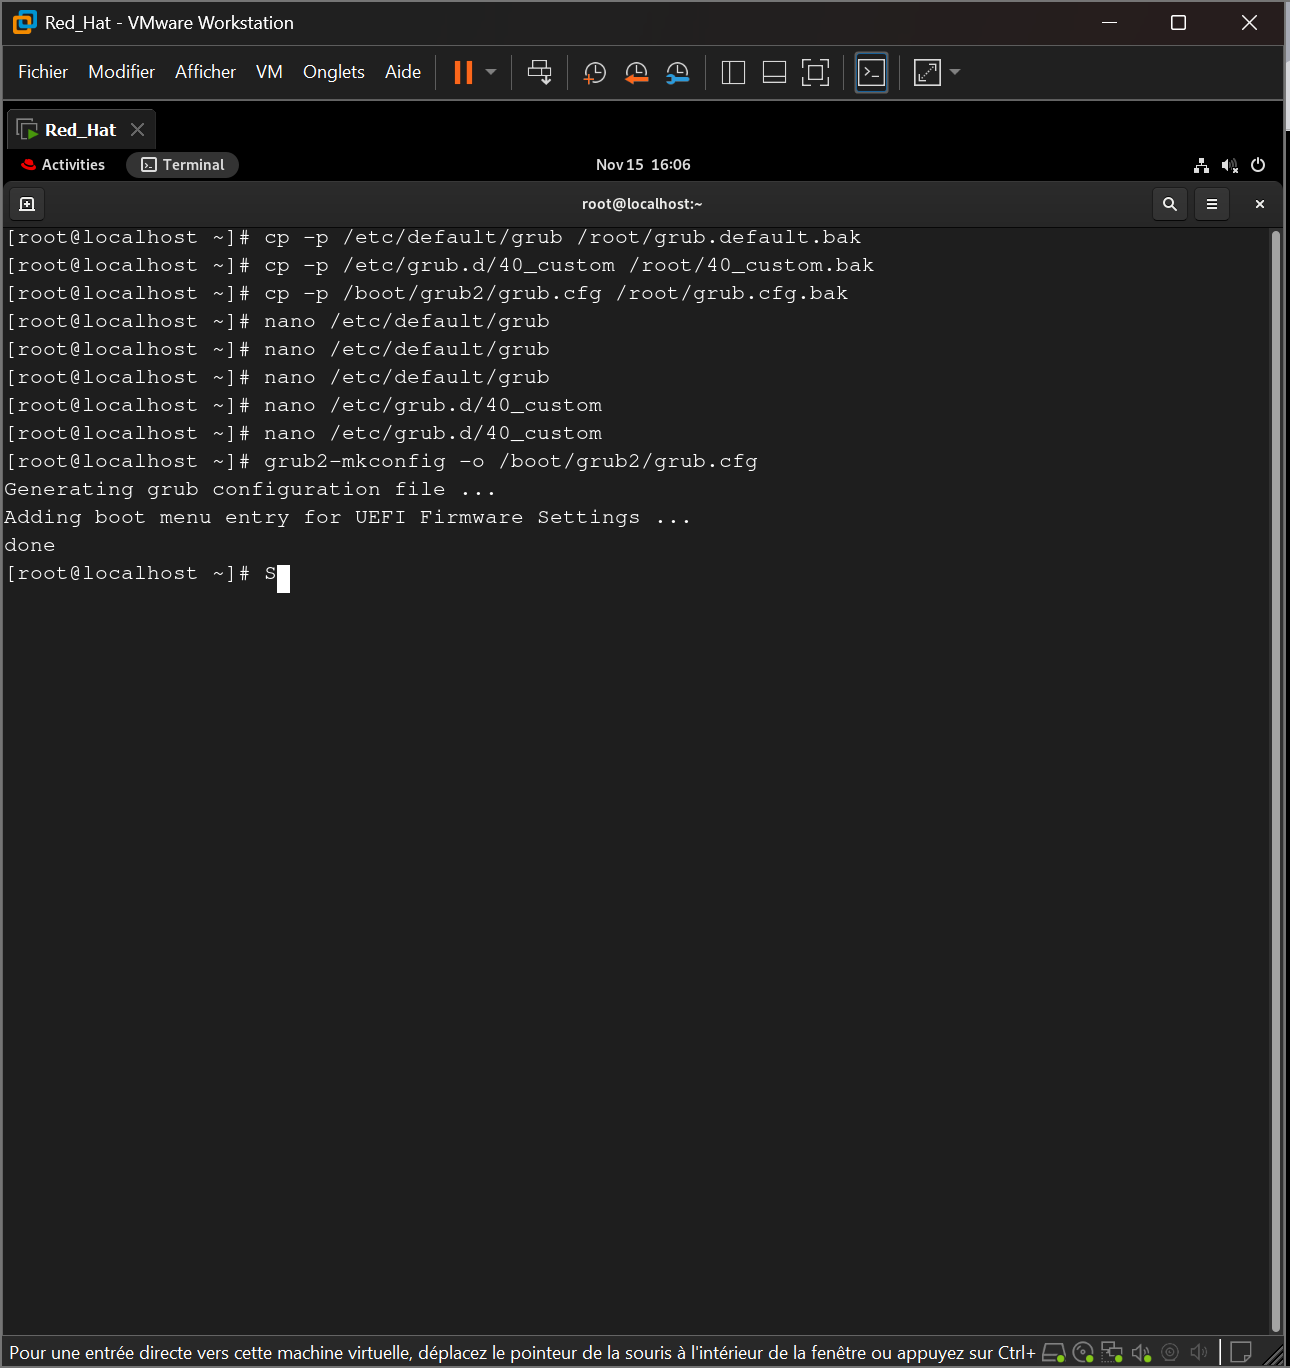 Red_Hat - VMware Workstation
Fichier Modifier Afficher VM Onglets Aide
Red_Hat
Activities Terminal Nov 15 16:06
root@localhost:~
[root@localhost ~]# cp -p /etc/default/grub /root/grub.default.bak
[root@localhost ~]# cp -p /etc/grub.d/40_custom /root/40_custom.bak
[root@localhost ~]# cp -p /boot/grub2/grub.cfg /root/grub.cfg.bak
[root@localhost ~]# nano /etc/default/grub
[root@localhost ~]# nano /etc/default/grub
[root@localhost ~]# nano /etc/default/grub
[root@localhost ~]# nano /etc/grub.d/40_custom
[root@localhost ~]# nano /etc/grub.d/40_custom
[root@localhost ~]# grub2-mkconfig -o /boot/grub2/grub.cfg
Generating grub configuration file ...
Adding boot menu entry for UEFI Firmware Settings ...
done
[root@localhost ~]# S
Pour une entrée directe vers cette machine virtuelle, déplacez le pointeur de la souris à l'intérieur de la fenêtre ou appuyez sur Ctrl+